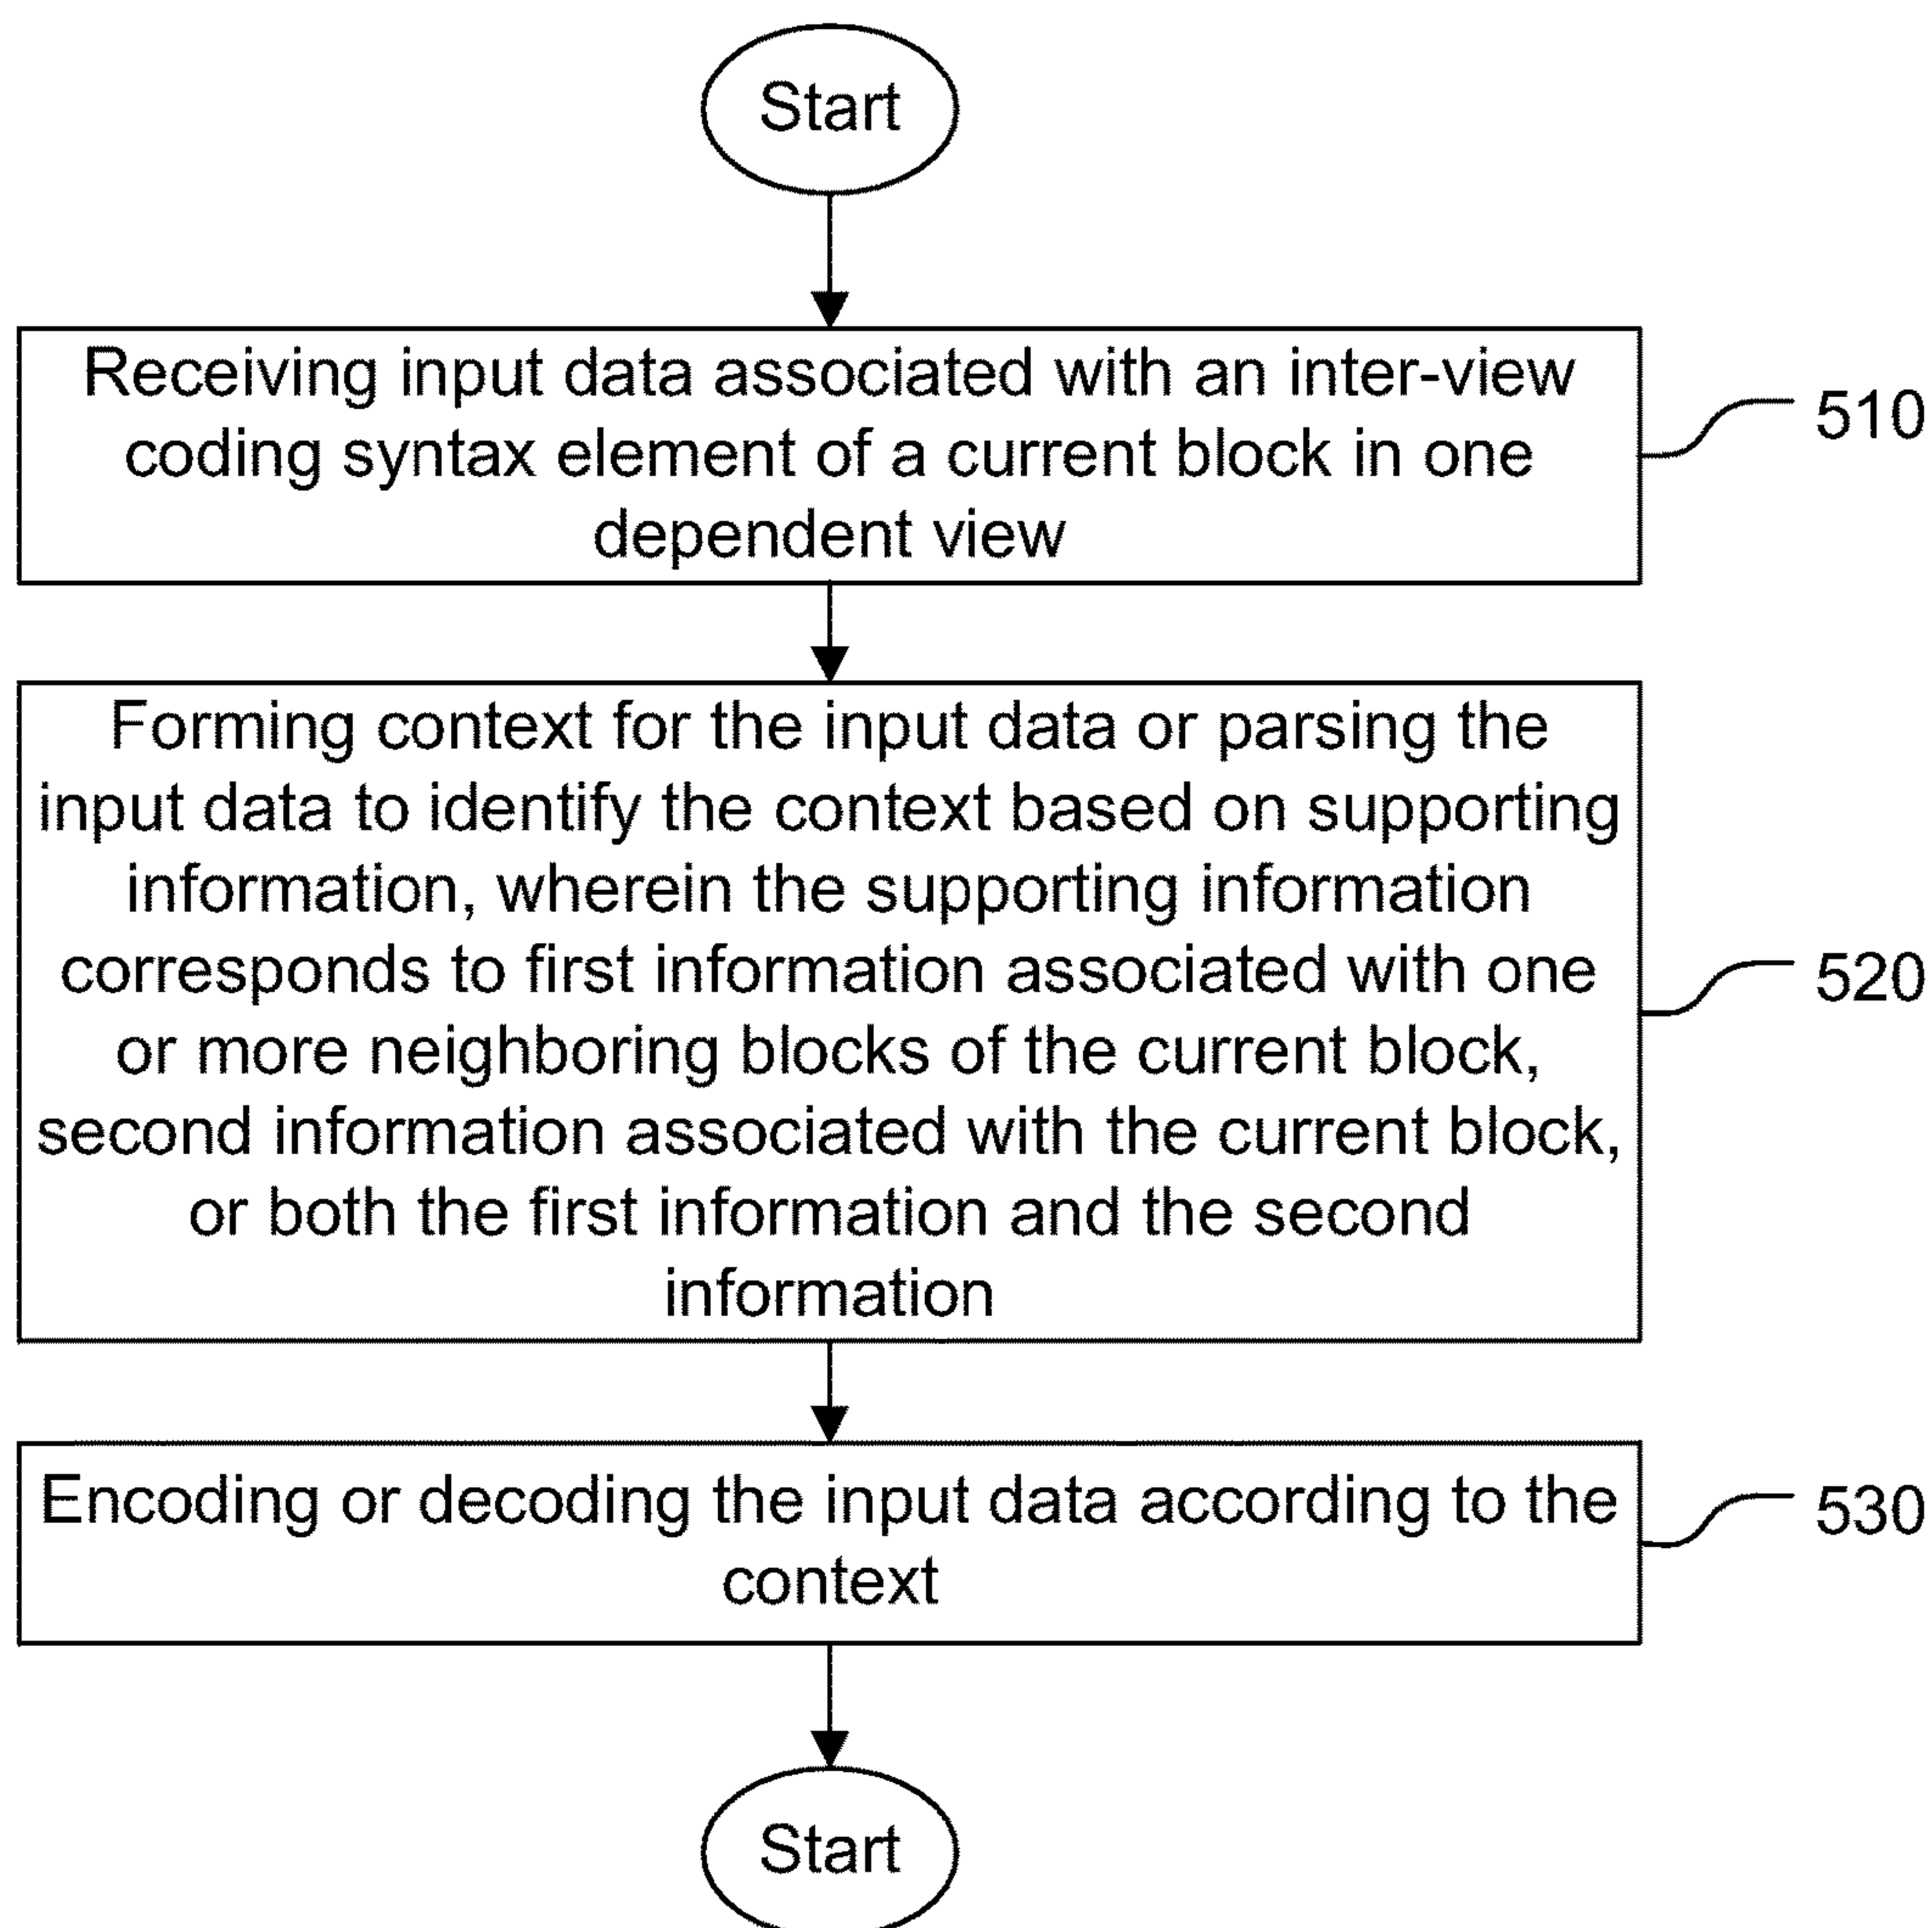 Start
Receiving input data associated with an inter-view
coding syntax element of a current block in one
dependent view
510
Forming context for the input data or parsing the
input data to identify the context based on supporting
information, wherein the supporting information
corresponds to first information associated with one
or more neighboring blocks of the current block,
second information associated with the current block,
or both the first information and the second
information
520
Encoding or decoding the input data according to the
context
530
Start